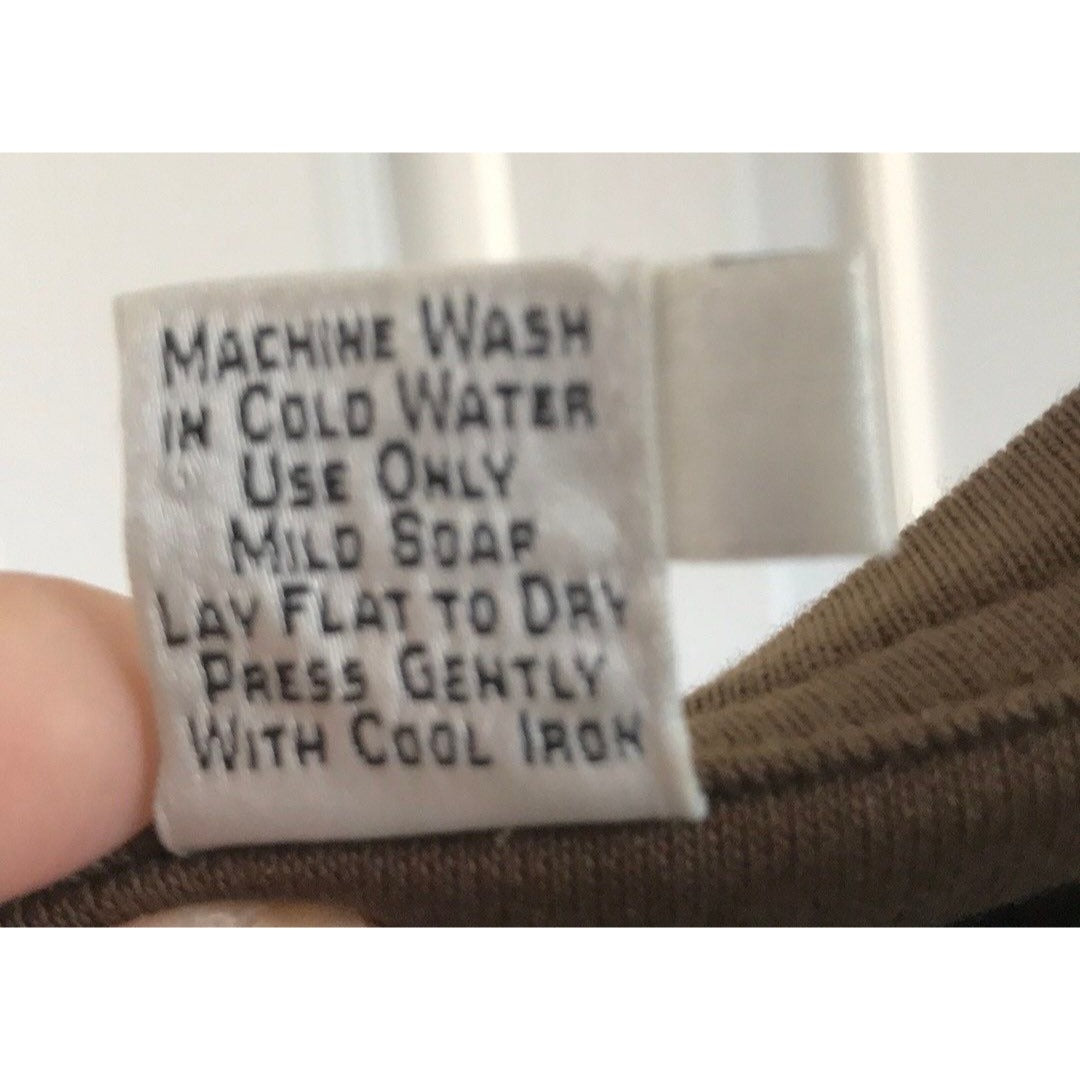 MACHINE WASH
IN COLD WATER
USE ONLY
MILD SOAP
LAY FLAT TO DRY
PRESS GENTLY
WITH COOL IRON